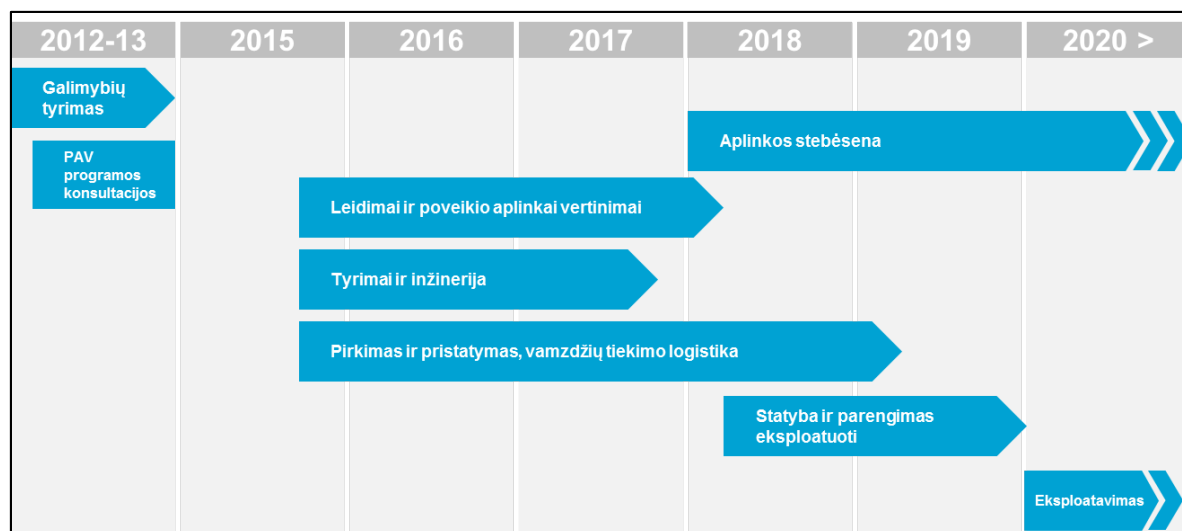 2012-13 2015 2016 2017 2018 2019 2020 >
Galimybių
tyrimas
Aplinkos stebėsena
PAV
programos
konsultacijos
Leidimai ir poveikio aplinkai vertinimai
Tyrimai ir inžinerija
Pirkimas ir pristatymas, vamzdžių tiekimo logistika
Statyba ir parengimas
eksploatuoti
Eksploatavimas